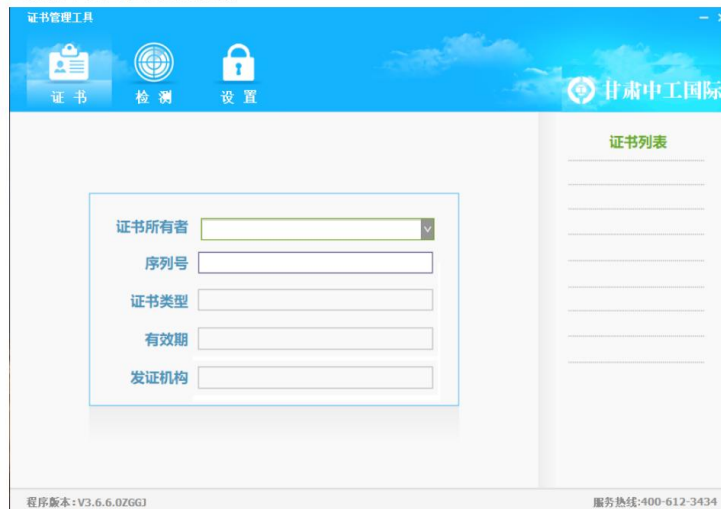 证书管理工具
证书 检测 设置
甘肃中工国际
证书列表
证书所有者
序列号
证书类型
有效期
发证机构
程序版本:V3.6.6.0ZGGJ
服务热线:400-612-3434